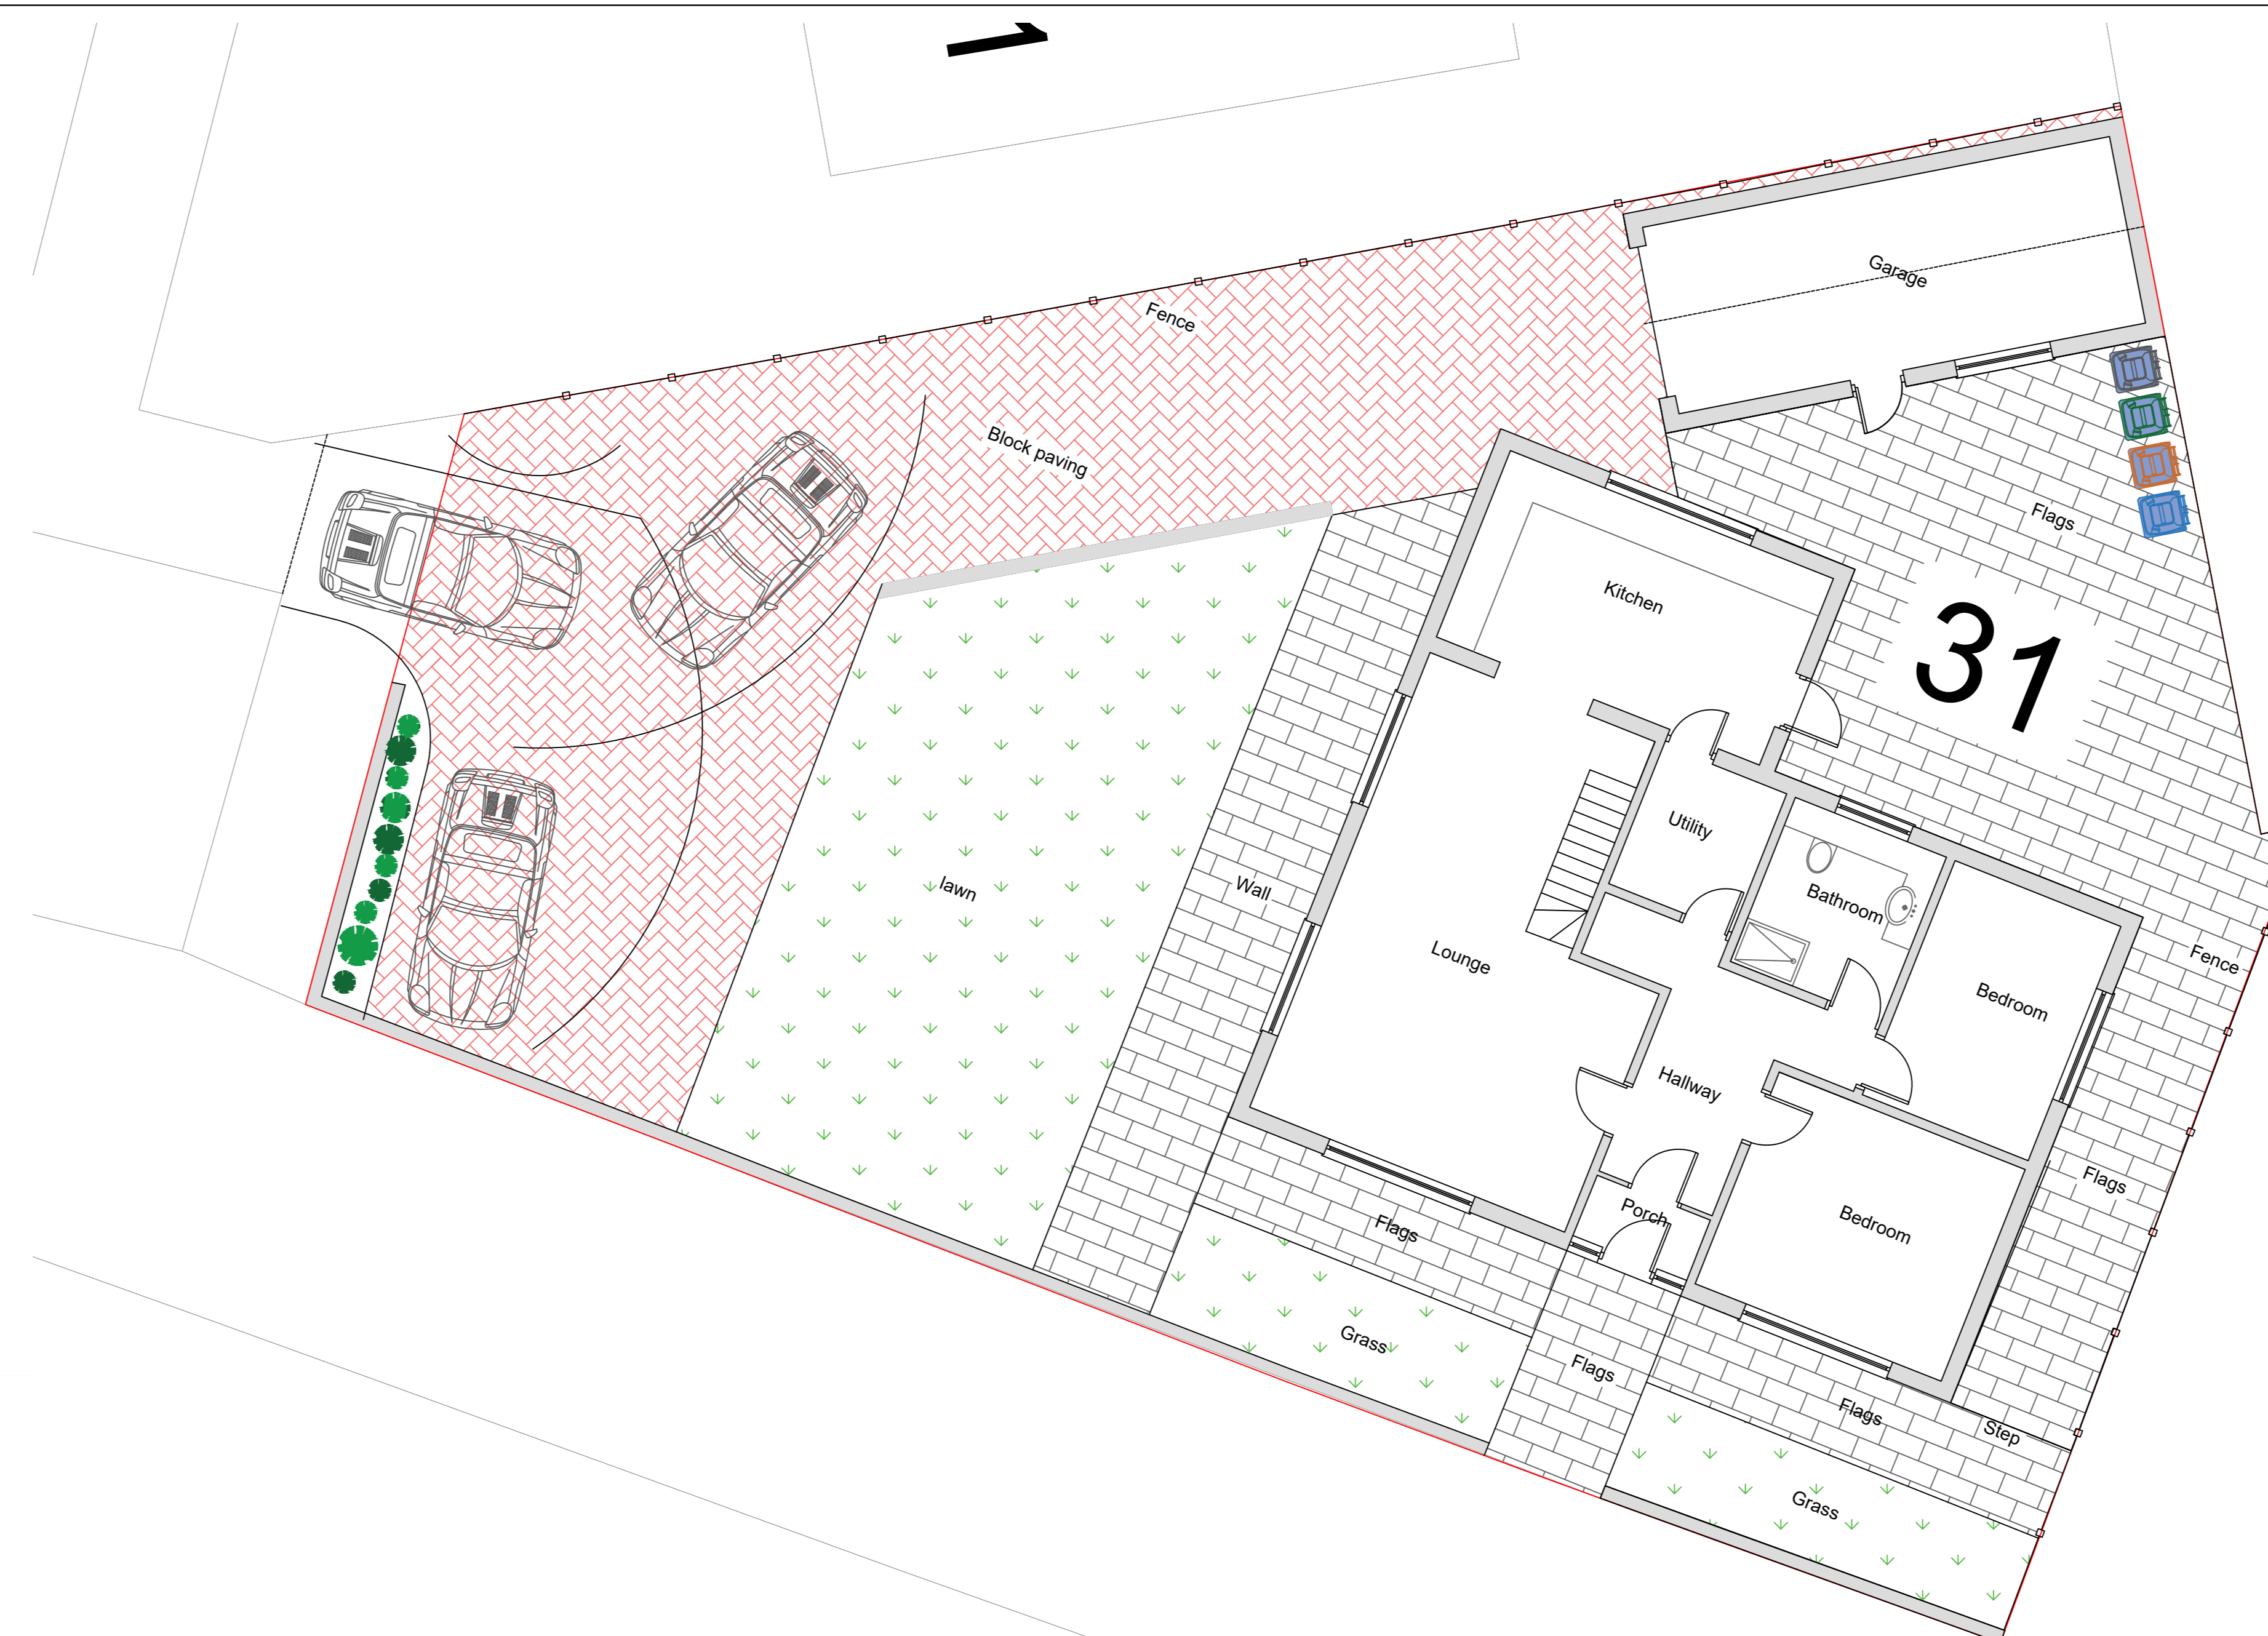 1
Garage
Fence
Block paving
Flags
Kitchen
31
Utility
lawn
Wall
Bathroom
Lounge
Fence
Bedroom
Hallway
Flags
Porch
Flags
Bedroom
Grass
Flags
Flags
Step
Grass